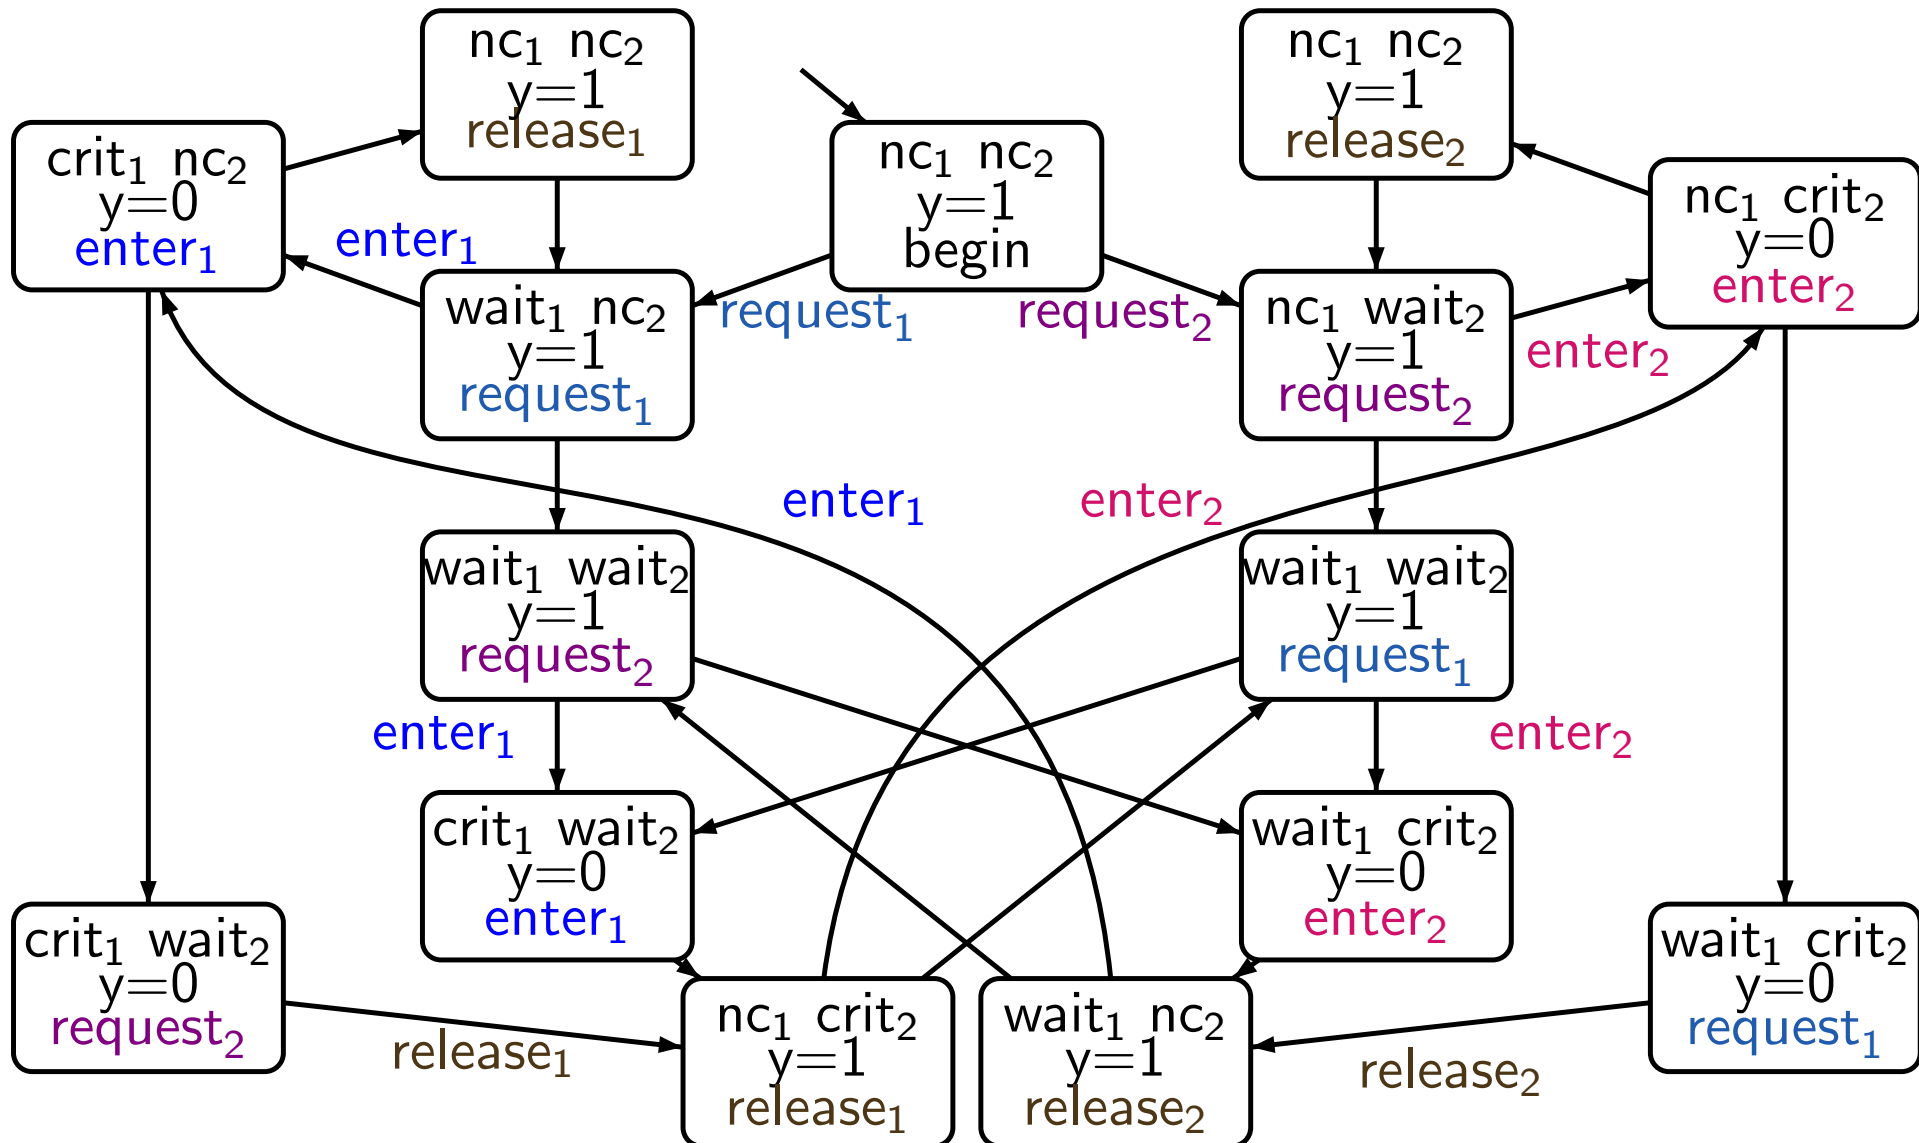 nc₁ nc₂
y=1
release₁
nc₁ nc₂
y=1
release₂
crit₁ nc₂
y=0
enter₁
nc₁ nc₂
y=1
begin
nc₁ crit₂
y=0
enter₂
enter₁
request₁
request₂
enter₂
wait₁ nc₂
y=1
request₁
nc₁ wait₂
y=1
request₂
enter₁
enter₂
wait₁ wait₂
y=1
request₂
wait₁ wait₂
y=1
request₁
enter₁
enter₂
crit₁ wait₂
y=0
enter₁
wait₁ crit₂
y=0
enter₂
crit₁ wait₂
y=0
request₂
wait₁ crit₂
y=0
request₁
release₁
release₂
nc₁ crit₂
y=1
release₁
wait₁ nc₂
y=1
release₂